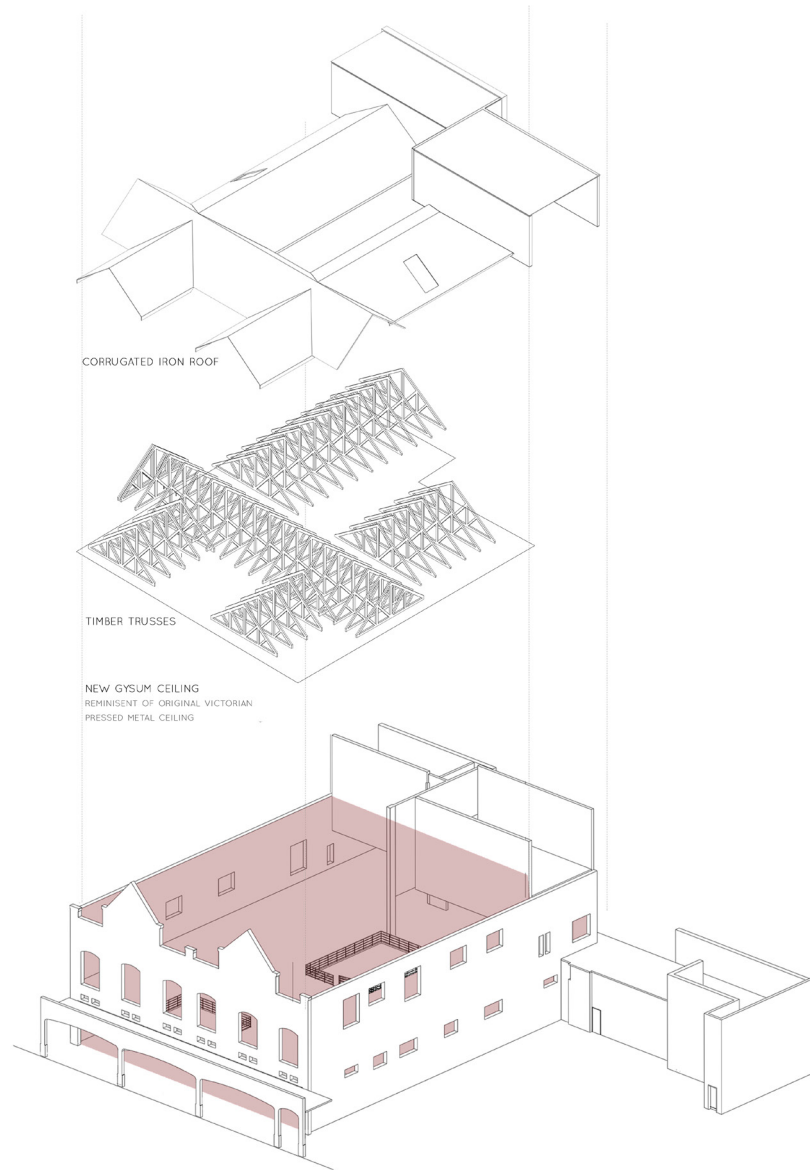 CORRUGATED IRON ROOF
TIMBER TRUSSES
NEW GYSUM CEILING
REMINISENT OF ORIGINAL VICTORIAN
PRESSED METAL CEILING